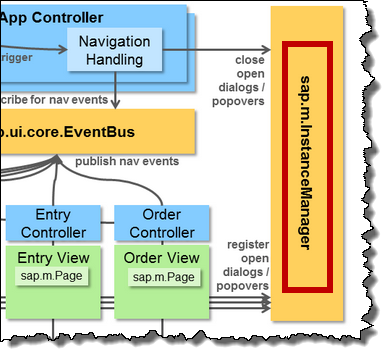 App Controller
Navigation
Handling
trigger
close
open
dialogs /
popovers
cribe for nav events
p.ui.core.EventBus
publish nav events
sap.m.InstanceManager
Entry
Controller
Order
Controller
Entry View
sap.m.Page
Order View
sap.m.Page
register
open
dialogs /
popovers